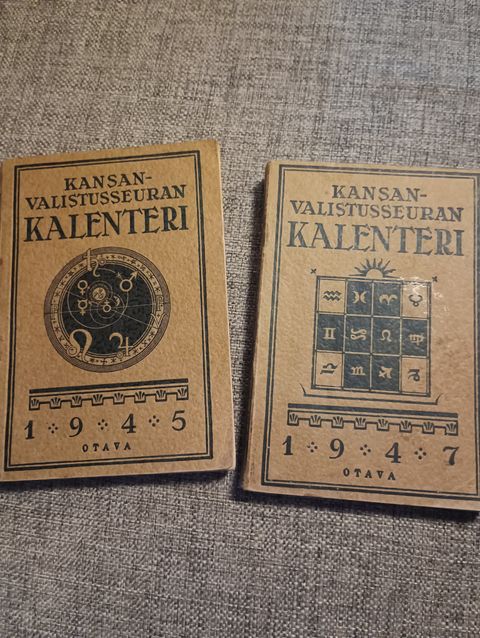 KANSAN-
VALISTUSSEURAN
KALENTERI
1945
OTAVA
KANSAN-
VALISTUSSEURAN
KALENTERI
1947
OTAVA